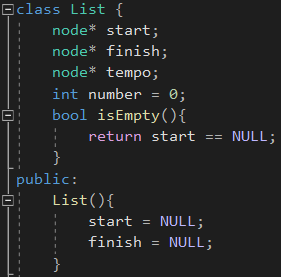 class List {
    node* start;
    node* finish;
    node* tempo;
    int number = 0;
    bool isEmpty(){
        return start == NULL;
    }
public:
    List(){
        start = NULL;
        finish = NULL;
    }